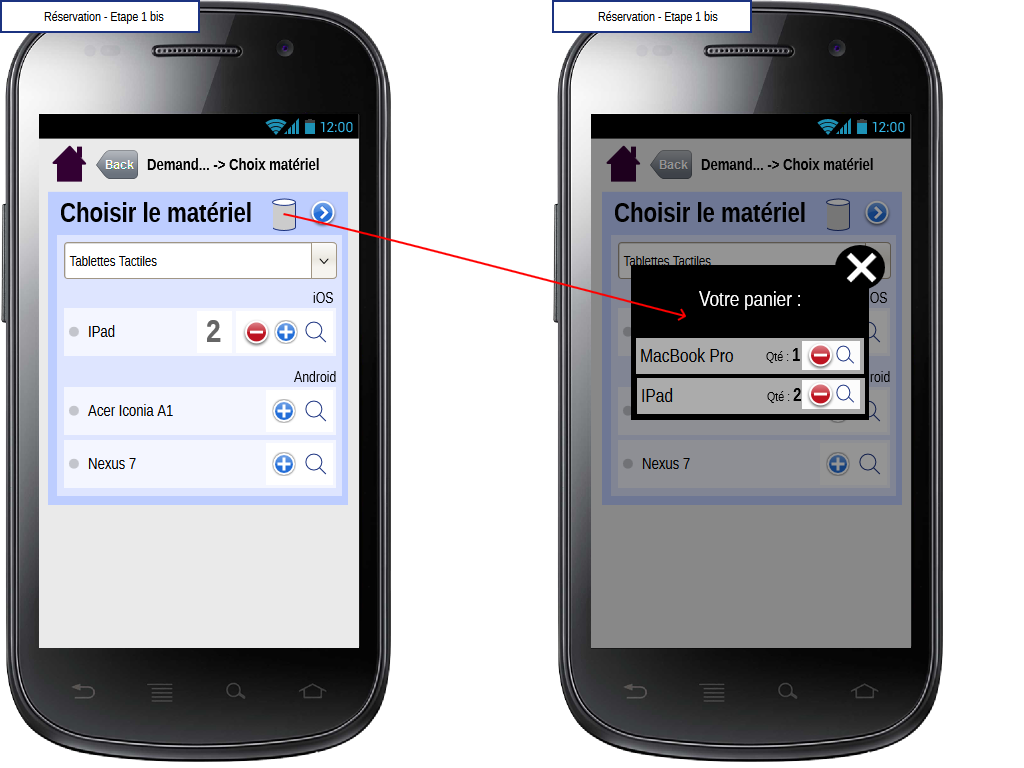 Réservation - Etape 1 bis
12:00
Back
Demand... -> Choix matériel
Choisir le matériel
Tablettes Tactiles
iOS
IPad 2
Android
Acer Iconia A1
Nexus 7
Réservation - Etape 1 bis
12:00
Back
Demand... -> Choix matériel
Choisir le matériel
Tablettes Tactiles
OS
Votre panier :
MacBook Pro Qté : 1
roid
IPad Qté : 2
Nexus 7